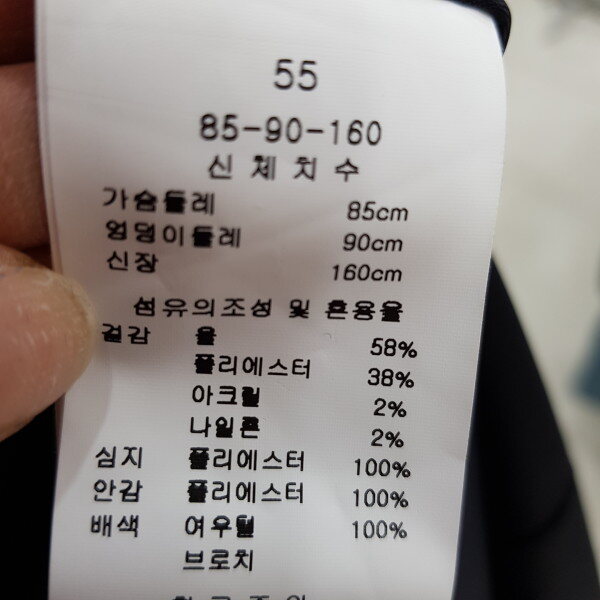 55
85-90-160
신체치수
가슴둘레 85cm
엉덩이둘레 90cm
신장 160cm
섬유의조성 및 혼용율
겉감 울 58%
폴리에스터 38%
아크릴 2%
나일론 2%
심지 폴리에스터 100%
안감 폴리에스터 100%
배색 여우털 100%
브로치